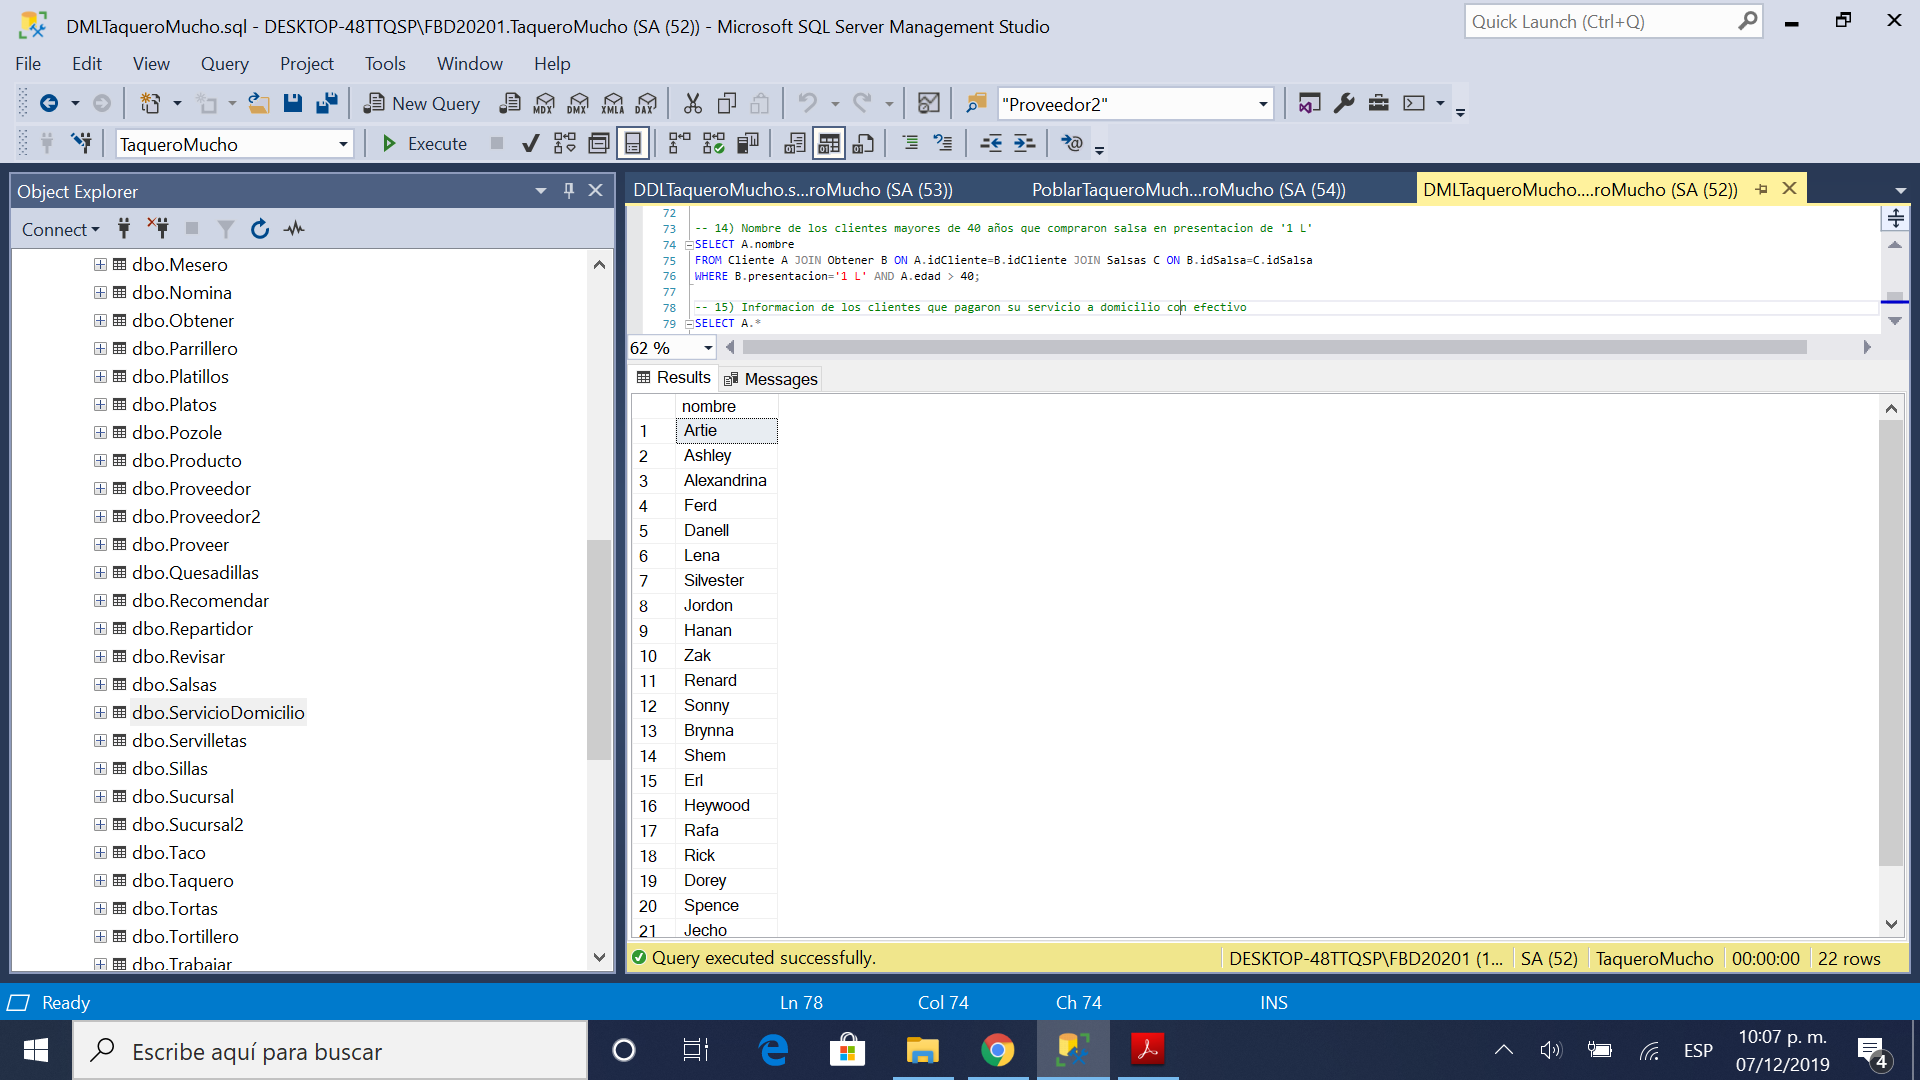 DMLTaqueroMucho.sql - DESKTOP-48TTQSP\FBD20201.TaqueroMucho (SA (52)) - Microsoft SQL Server Management Studio
Quick Launch (Ctrl+Q)
File Edit View Query Project Tools Window Help
New Query MDX DMX XMLA DAX "Proveedor2"
TaqueroMucho Execute
Object Explorer
Connect
dbo.Mesero
dbo.Nomina
dbo.Obtener
dbo.Parrillero
dbo.Platillos
dbo.Platos
dbo.Pozole
dbo.Producto
dbo.Proveedor
dbo.Proveedor2
dbo.Proveer
dbo.Quesadillas
dbo.Recomendar
dbo.Repartidor
dbo.Revisar
dbo.Salsas
dbo.ServicioDomicilio
dbo.Servilletas
dbo.Sillas
dbo.Sucursal
dbo.Sucursal2
dbo.Taco
dbo.Taquero
dbo.Tortas
dbo.Tortillero
dbo.Trabajar
DDLTaqueroMucho.s...roMucho (SA (53)) PoblarTaqueroMuch...roMucho (SA (54)) DMLTaqueroMucho....roMucho (SA (52))
72
73 -- 14) Nombre de los clientes mayores de 40 años que compraron salsa en presentacion de '1 L'
74 SELECT A.nombre
75 FROM Cliente A JOIN Obtener B ON A.idCliente=B.idCliente JOIN Salsas C ON B.idSalsa=C.idSalsa
76 WHERE B.presentacion='1 L' AND A.edad > 40;
77
78 -- 15) Informacion de los clientes que pagaron su servicio a domicilio con efectivo
79 SELECT A.*
62 %
Results Messages
nombre
1 Artie
2 Ashley
3 Alexandrina
4 Ferd
5 Danell
6 Lena
7 Silvester
8 Jordon
9 Hanan
10 Zak
11 Renard
12 Sonny
13 Brynna
14 Shem
15 Erl
16 Heywood
17 Rafa
18 Rick
19 Dorey
20 Spence
21 Jecho
Query executed successfully. DESKTOP-48TTQSP\FBD20201 (1... SA (52) TaqueroMucho 00:00:00 22 rows
Ready Ln 78 Col 74 Ch 74 INS
Escribe aquí para buscar
ESP
10:07 p. m.
07/12/2019
4